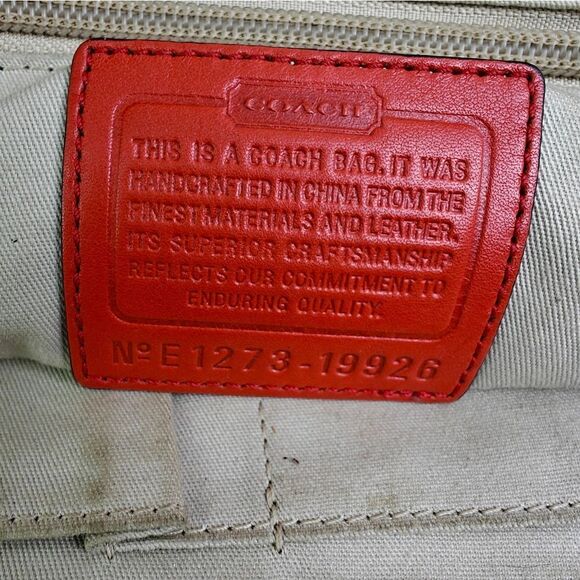 COACH
THIS IS A COACH BAG. IT WAS
HANDCRAFTED IN CHINA FROM THE
FINEST MATERIALS AND LEATHER.
ITS SUPERIOR CRAFTSMANSHIP
REFLECTS OUR COMMITMENT TO
ENDURING QUALITY.
Nº E1273-19926